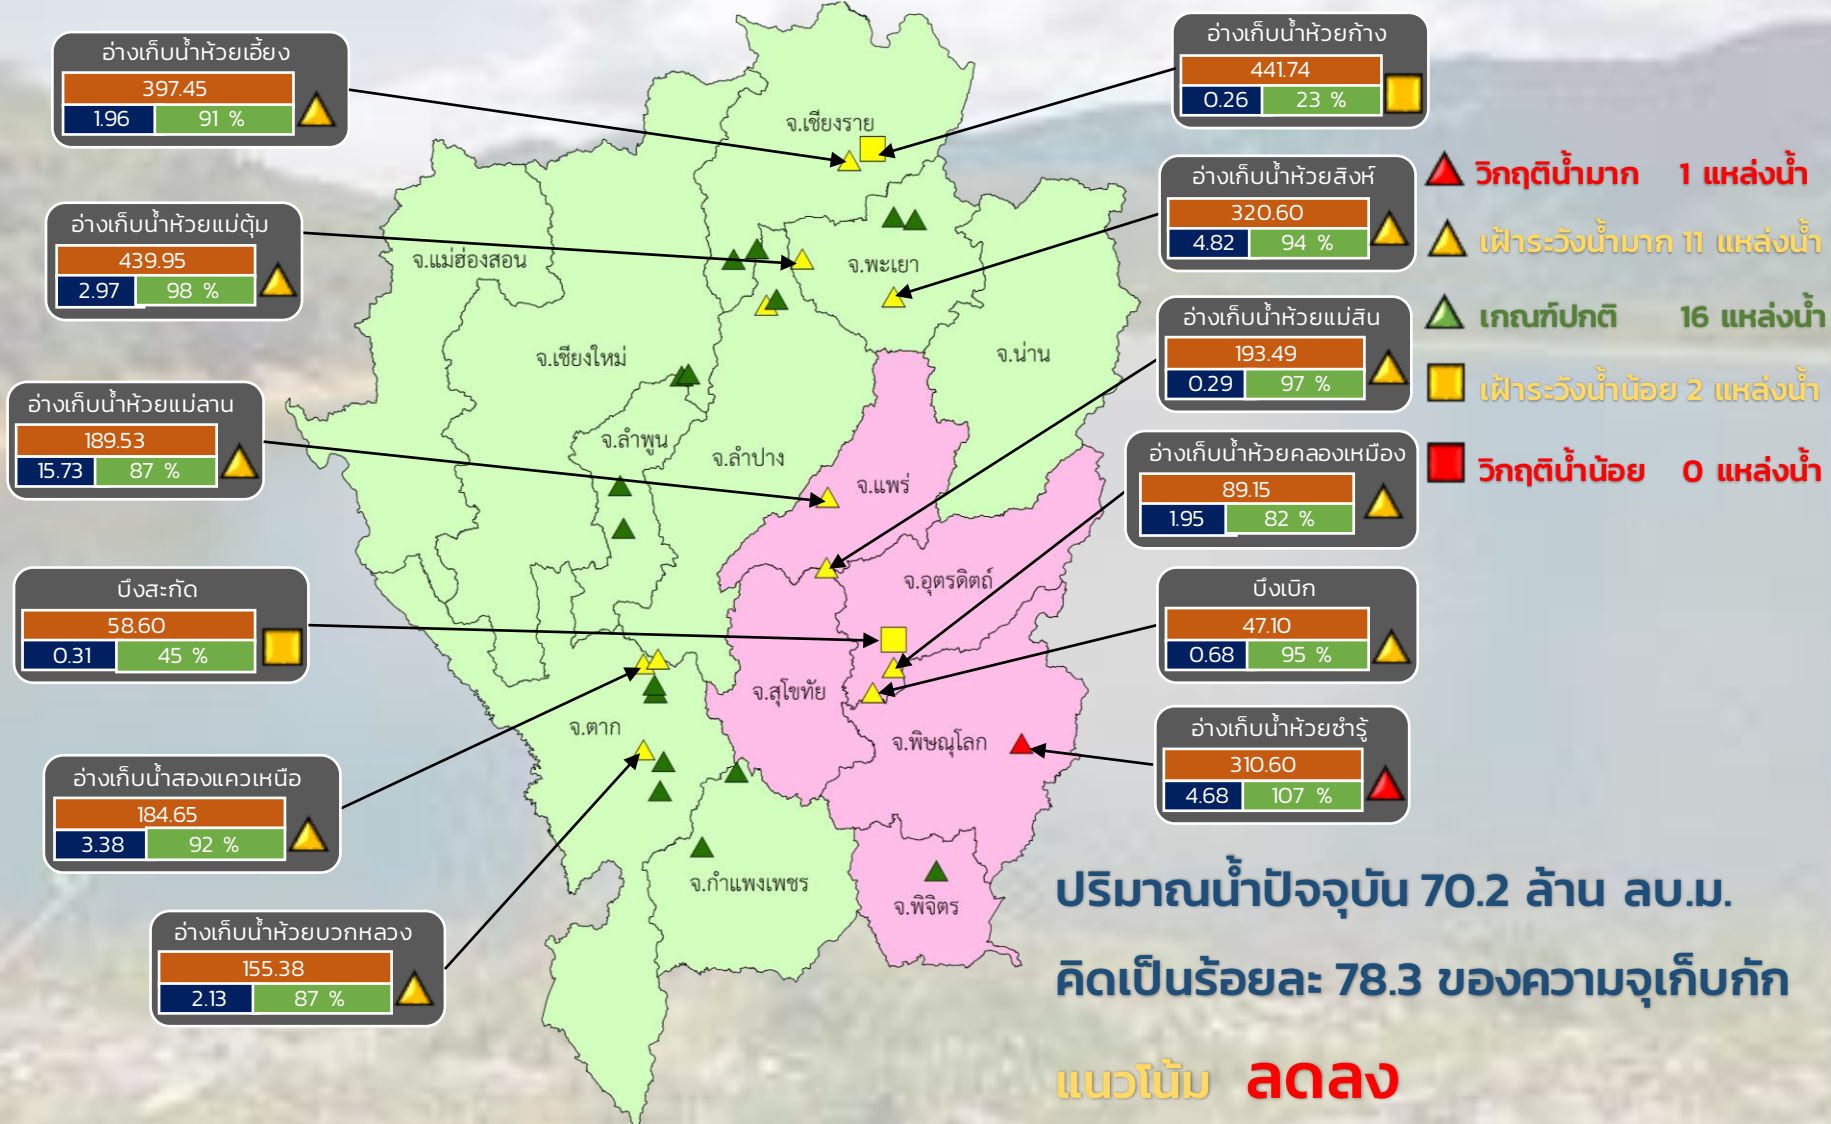 อ่างเก็บน้ำห้วยเอี้ยง
397.45
1.96 91 %
อ่างเก็บน้ำห้วยแม่ตุ้ม
439.95
2.97 98 %
อ่างเก็บน้ำห้วยแม่ลาน
189.53
15.73 87 %
บึงสะกัด
58.60
0.31 45 %
อ่างเก็บน้ำสองแควเหนือ
184.65
3.38 92 %
อ่างเก็บน้ำห้วยบวกหลวง
155.38
2.13 87 %
จ.เชียงราย
จ.แม่ฮ่องสอน
จ.พะเยา
จ.เชียงใหม่
จ.น่าน
จ.ลำพูน
จ.ลำปาง
จ.แพร่
จ.อุตรดิตถ์
จ.สุโขทัย
จ.ตาก
จ.พิษณุโลก
จ.กำแพงเพชร
จ.พิจิตร
อ่างเก็บน้ำห้วยก้าง
441.74
0.26 23 %
อ่างเก็บน้ำห้วยสิงห์
320.60
4.82 94 %
อ่างเก็บน้ำห้วยแม่สิน
193.49
0.29 97 %
อ่างเก็บน้ำห้วยคลองเหมือง
89.15
1.95 82 %
บึงเบิก
47.10
0.68 95 %
อ่างเก็บน้ำห้วยซำรู้
310.60
4.68 107 %
วิกฤติน้ำมาก 1 แหล่งน้ำ
เฝ้าระวังน้ำมาก 11 แหล่งน้ำ
เกณฑ์ปกติ 16 แหล่งน้ำ
เฝ้าระวังน้ำน้อย 2 แหล่งน้ำ
วิกฤติน้ำน้อย 0 แหล่งน้ำ
ปริมาณน้ำปัจจุบัน 70.2 ล้าน ลบ.ม.
คิดเป็นร้อยละ 78.3 ของความจุเก็บกัก
แนวโน้ม ลดลง